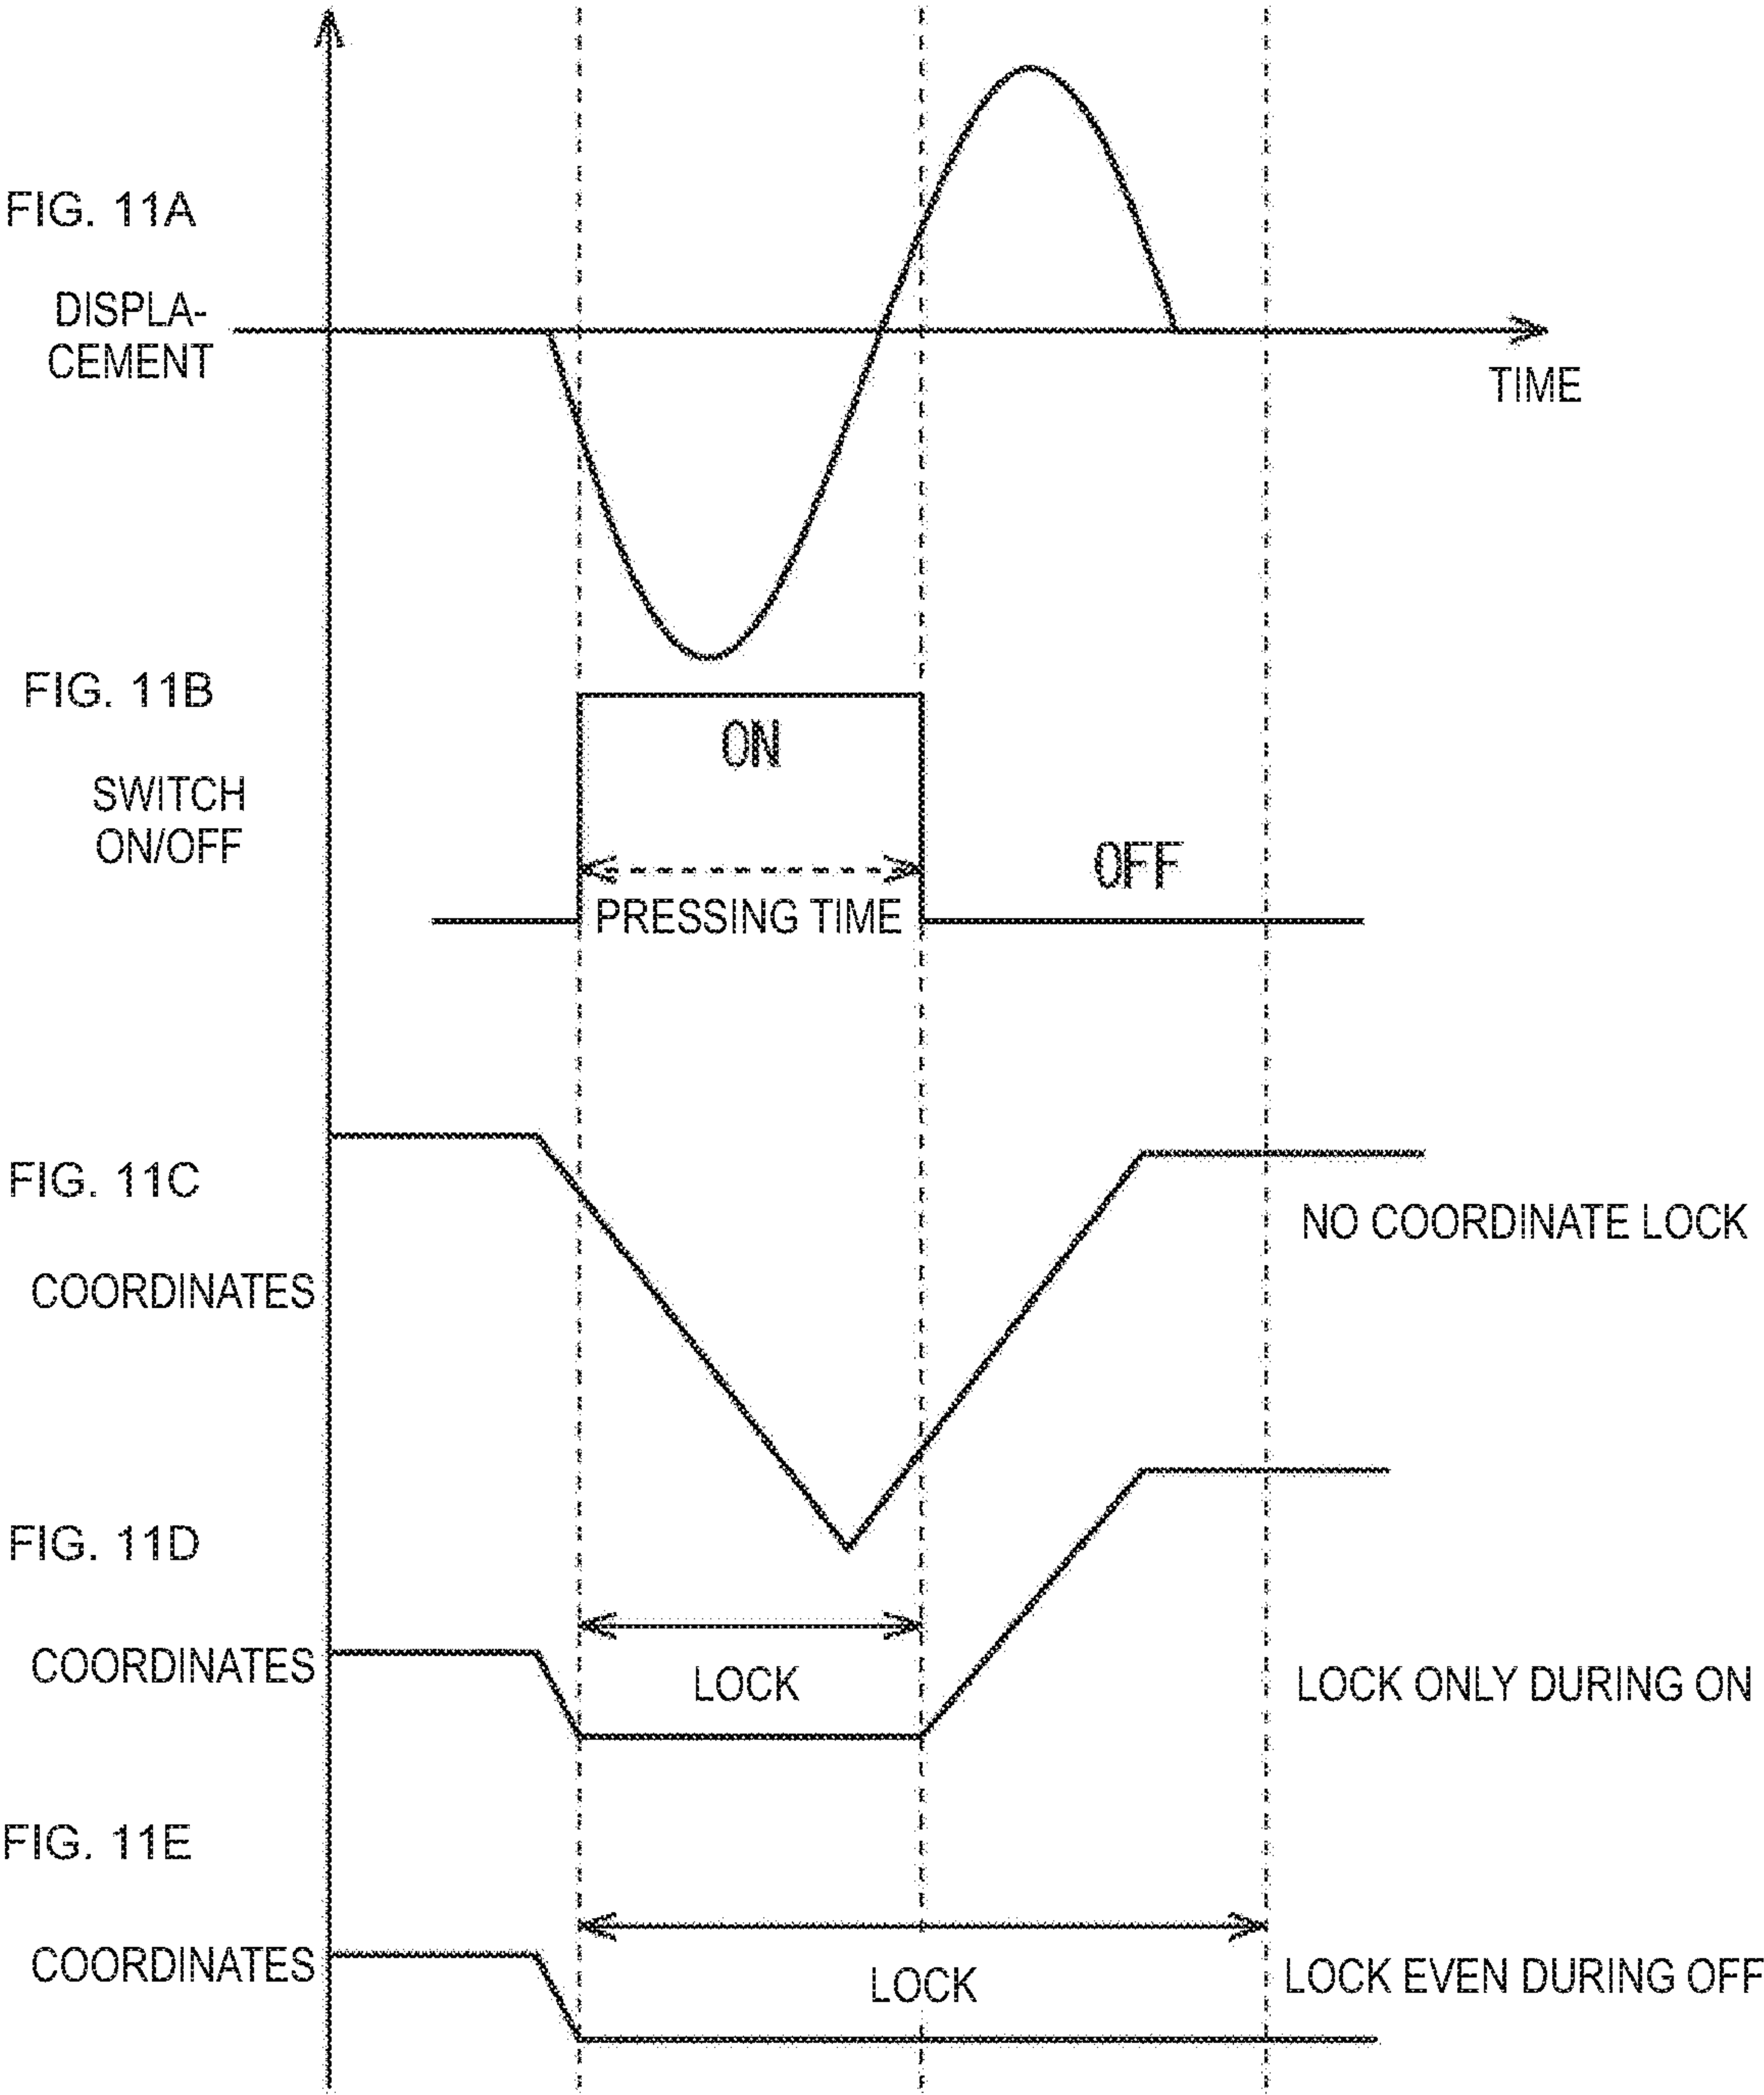 FIG. 11A
DISPLA-
CEMENT
TIME
FIG. 11B
ON
SWITCH
ON/OFF
OFF
PRESSING TIME
FIG. 11C
NO COORDINATE LOCK
COORDINATES
FIG. 11D
COORDINATES
LOCK
LOCK ONLY DURING ON
FIG. 11E
COORDINATES
LOCK
LOCK EVEN DURING OFF